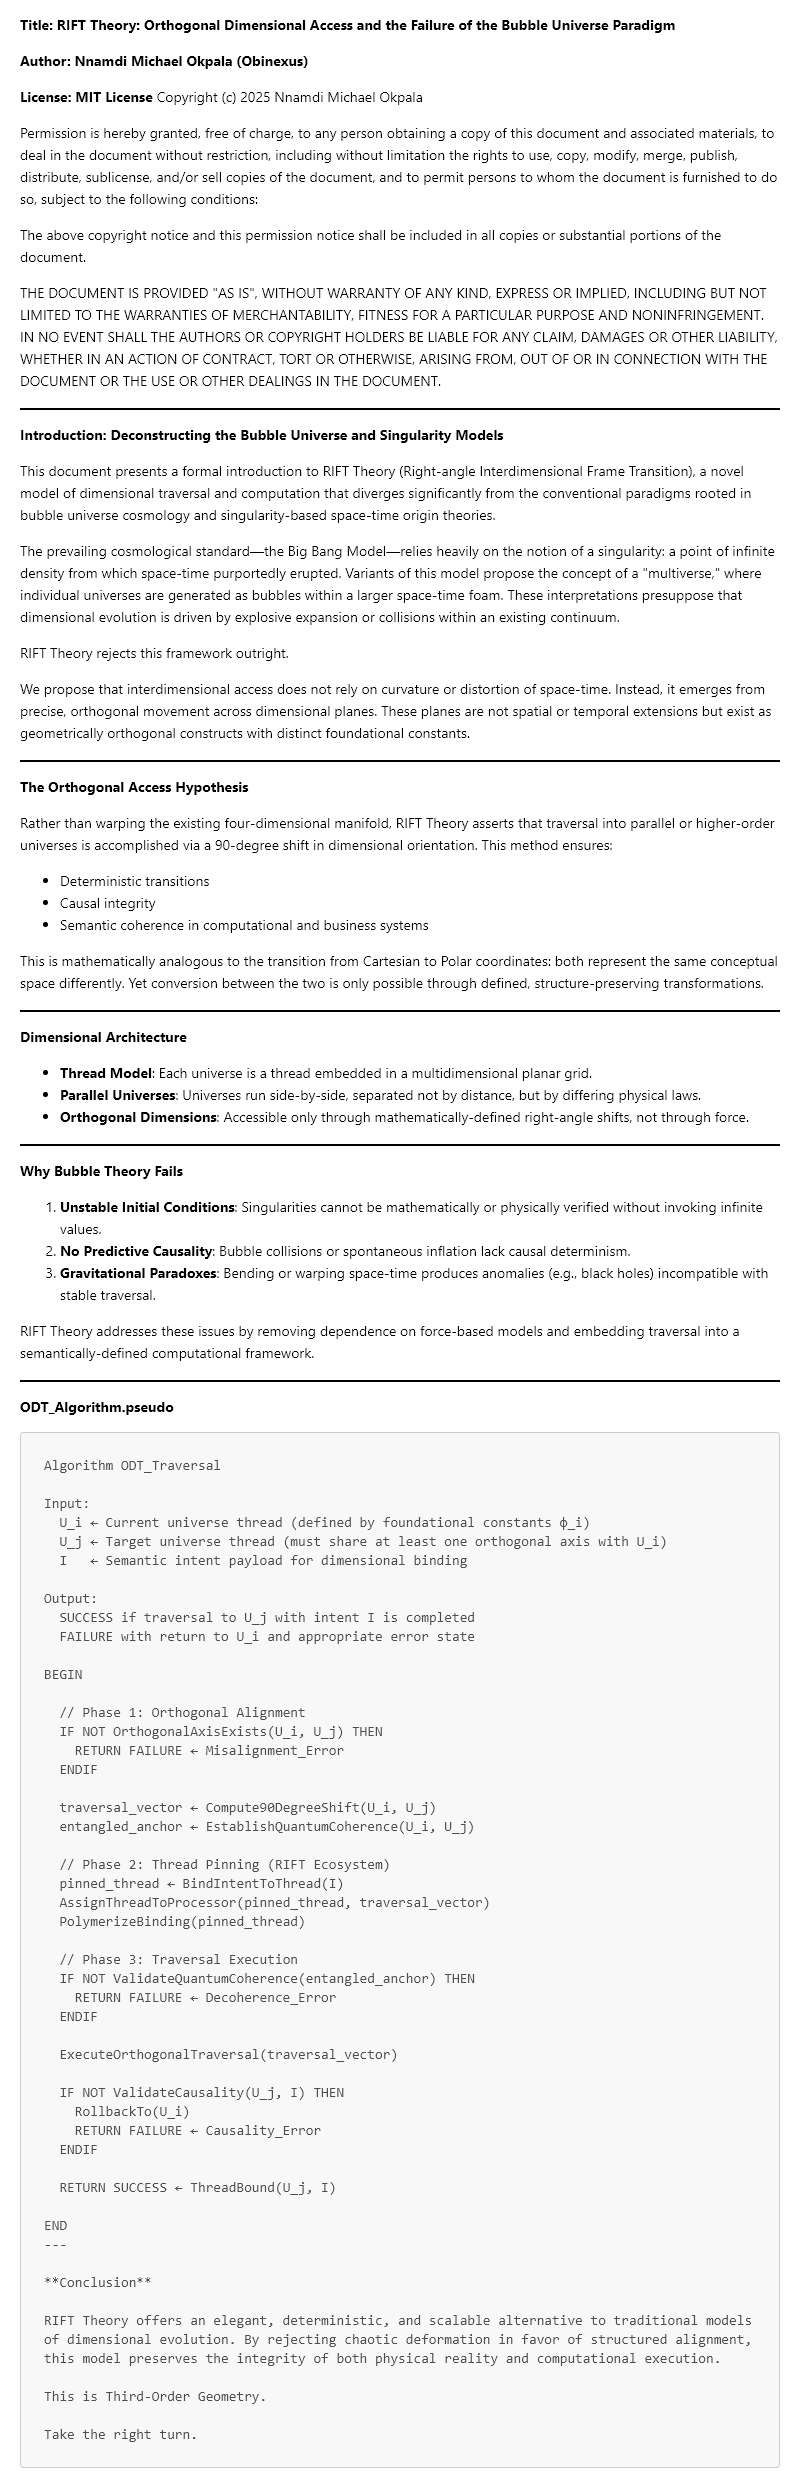 Title: RIFT Theory: Orthogonal Dimensional Access and the Failure of the Bubble Universe Paradigm
Author: Nnamdi Michael Okpala (Obinexus)
License: MIT License Copyright (c) 2025 Nnamdi Michael Okpala
Permission is hereby granted, free of charge, to any person obtaining a copy of this document and associated materials, to
deal in the document without restriction, including without limitation the rights to use, copy, modify, merge, publish,
distribute, sublicense, and/or sell copies of the document, and to permit persons to whom the document is furnished to do
so, subject to the following conditions:
The above copyright notice and this permission notice shall be included in all copies or substantial portions of the
document.
THE DOCUMENT IS PROVIDED "AS IS", WITHOUT WARRANTY OF ANY KIND, EXPRESS OR IMPLIED, INCLUDING BUT NOT
LIMITED TO THE WARRANTIES OF MERCHANTABILITY, FITNESS FOR A PARTICULAR PURPOSE AND NONINFRINGEMENT.
IN NO EVENT SHALL THE AUTHORS OR COPYRIGHT HOLDERS BE LIABLE FOR ANY CLAIM, DAMAGES OR OTHER LIABILITY,
WHETHER IN AN ACTION OF CONTRACT, TORT OR OTHERWISE, ARISING FROM, OUT OF OR IN CONNECTION WITH THE
DOCUMENT OR THE USE OR OTHER DEALINGS IN THE DOCUMENT.
Introduction: Deconstructing the Bubble Universe and Singularity Models
This document presents a formal introduction to RIFT Theory (Right-angle Interdimensional Frame Transition), a novel
model of dimensional traversal and computation that diverges significantly from the conventional paradigms rooted in
bubble universe cosmology and singularity-based space-time origin theories.
The prevailing cosmological standard—the Big Bang Model—relies heavily on the notion of a singularity: a point of infinite
density from which space-time purportedly erupted. Variants of this model propose the concept of a "multiverse," where
individual universes are generated as bubbles within a larger space-time foam. These interpretations presuppose that
dimensional evolution is driven by explosive expansion or collisions within an existing continuum.
RIFT Theory rejects this framework outright.
We propose that interdimensional access does not rely on curvature or distortion of space-time. Instead, it emerges from
precise, orthogonal movement across dimensional planes. These planes are not spatial or temporal extensions but exist as
geometrically orthogonal constructs with distinct foundational constants.
The Orthogonal Access Hypothesis
Rather than warping the existing four-dimensional manifold, RIFT Theory asserts that traversal into parallel or higher-order
universes is accomplished via a 90-degree shift in dimensional orientation. This method ensures:
• Deterministic transitions
• Causal integrity
• Semantic coherence in computational and business systems
This is mathematically analogous to the transition from Cartesian to Polar coordinates: both represent the same conceptual
space differently. Yet conversion between the two is only possible through defined, structure-preserving transformations.
Dimensional Architecture
• Thread Model: Each universe is a thread embedded in a multidimensional planar grid.
• Parallel Universes: Universes run side-by-side, separated not by distance, but by differing physical laws.
• Orthogonal Dimensions: Accessible only through mathematically-defined right-angle shifts, not through force.
Why Bubble Theory Fails
1. Unstable Initial Conditions: Singularities cannot be mathematically or physically verified without invoking infinite
values.
2. No Predictive Causality: Bubble collisions or spontaneous inflation lack causal determinism.
3. Gravitational Paradoxes: Bending or warping space-time produces anomalies (e.g., black holes) incompatible with
stable traversal.
RIFT Theory addresses these issues by removing dependence on force-based models and embedding traversal into a
semantically-defined computational framework.
ODT_Algorithm.pseudo
Algorithm ODT_Traversal
Input:
U_i ← Current universe thread (defined by foundational constants ϕ_i)
U_j ← Target universe thread (must share at least one orthogonal axis with U_i)
I ← Semantic intent payload for dimensional binding
Output:
SUCCESS if traversal to U_j with intent I is completed
FAILURE with return to U_i and appropriate error state
BEGIN
// Phase 1: Orthogonal Alignment
IF NOT OrthogonalAxisExists(U_i, U_j) THEN
RETURN FAILURE ← Misalignment_Error
ENDIF
traversal_vector ← Compute90DegreeShift(U_i, U_j)
entangled_anchor ← EstablishQuantumCoherence(U_i, U_j)
// Phase 2: Thread Pinning (RIFT Ecosystem)
pinned_thread ← BindIntentToThread(I)
AssignThreadToProcessor(pinned_thread, traversal_vector)
PolymerizeBinding(pinned_thread)
// Phase 3: Traversal Execution
IF NOT ValidateQuantumCoherence(entangled_anchor) THEN
RETURN FAILURE ← Decoherence_Error
ENDIF
ExecuteOrthogonalTraversal(traversal_vector)
IF NOT ValidateCausality(U_j, I) THEN
RollbackTo(U_i)
RETURN FAILURE ← Causality_Error
ENDIF
RETURN SUCCESS ← ThreadBound(U_j, I)
END
---
**Conclusion**
RIFT Theory offers an elegant, deterministic, and scalable alternative to traditional models
of dimensional evolution. By rejecting chaotic deformation in favor of structured alignment,
this model preserves the integrity of both physical reality and computational execution.
This is Third-Order Geometry.
Take the right turn.